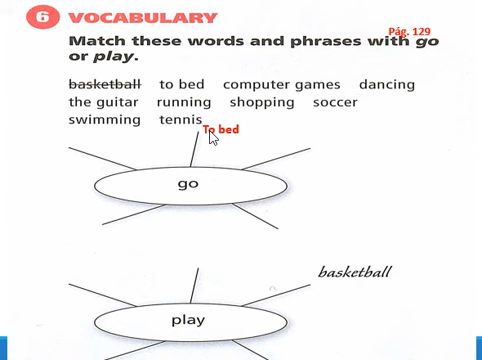 6 VOCABULARY
Pág. 129
Match these words and phrases with go
or play.
basketball to bed computer games dancing
the guitar running shopping soccer
swimming tennis
To bed
go
basketball
play